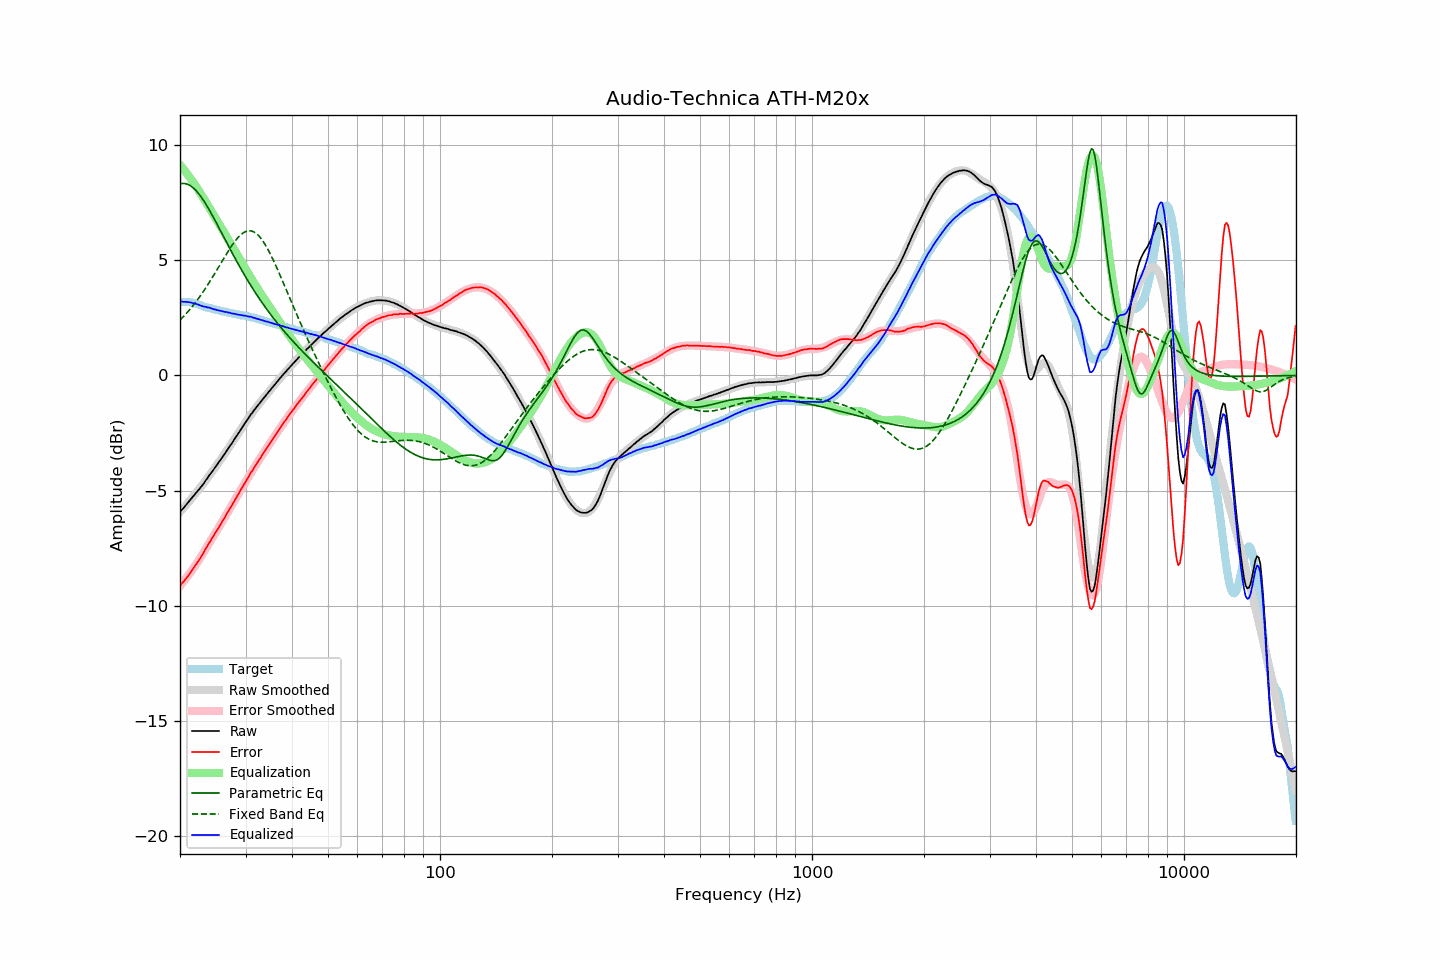 Audio-Technica ATH-M20x
10
5
0
−5
−10
−15
−20
Amplitude (dBr)
Target
Raw Smoothed
Error Smoothed
Raw
Error
Equalization
Parametric Eq
Fixed Band Eq
Equalized
100
1000
10000
Frequency (Hz)